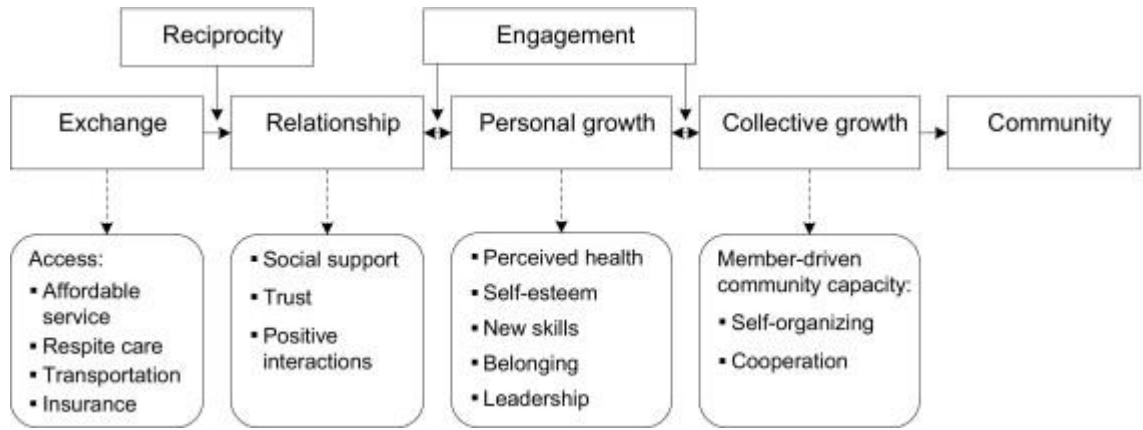 Reciprocity
Engagement
Exchange
Relationship
Personal growth
Collective growth
Community
Access:
▪ Affordable
service
▪ Respite care
▪ Transportation
▪ Insurance
▪ Social support
▪ Trust
▪ Positive
interactions
▪ Perceived health
▪ Self-esteem
▪ New skills
▪ Belonging
▪ Leadership
Member-driven
community capacity:
▪ Self-organizing
▪ Cooperation